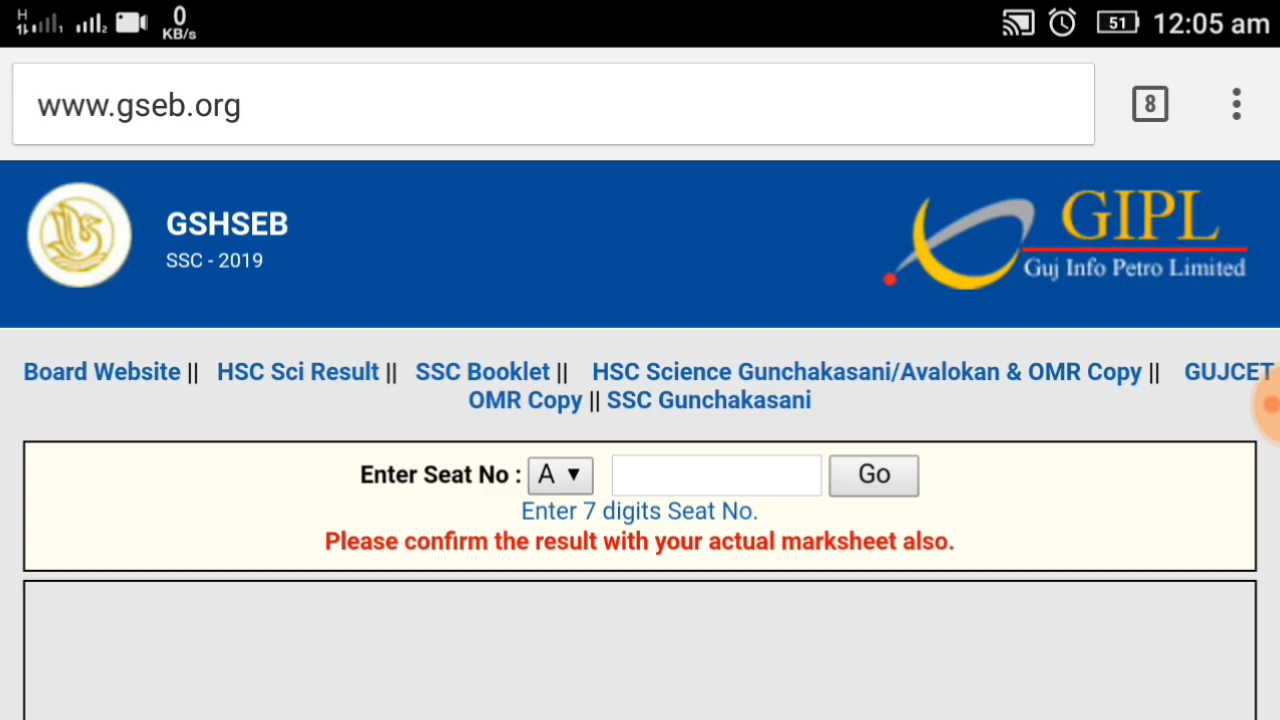 H 1 2 0 KB/s 51 12:05 am
www.gseb.org 8
GSHSEB
SSC - 2019
GIPL
Guj Info Petro Limited
Board Website || HSC Sci Result || SSC Booklet || HSC Science Gunchakasani/Avalokan & OMR Copy || GUJCET
OMR Copy || SSC Gunchakasani
Enter Seat No : A Go
Enter 7 digits Seat No.
Please confirm the result with your actual marksheet also.